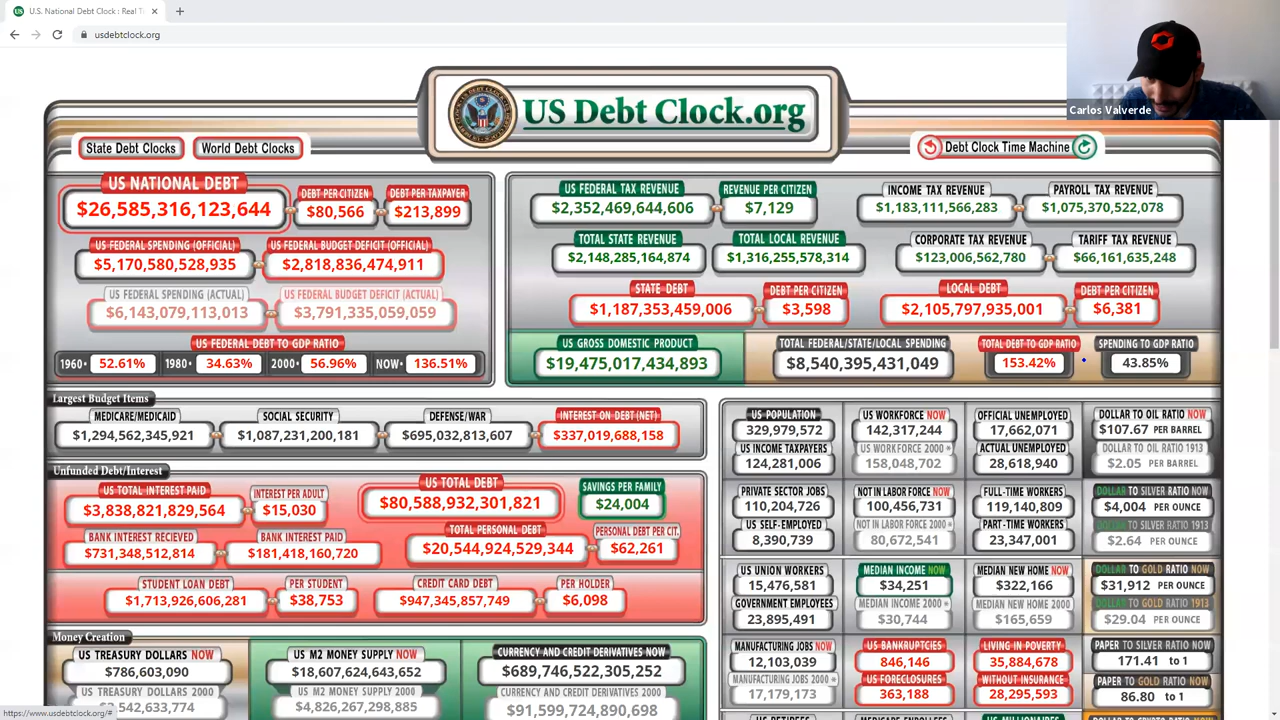 U.S. National Debt Clock : Real T
usdebtclock.org
Carlos Valverde
US Debt Clock.org
State Debt Clocks
World Debt Clocks
Debt Clock Time Machine
US NATIONAL DEBT
$26,585,316,123,644
DEBT PER CITIZEN
$80,566
DEBT PER TAXPAYER
$213,899
US FEDERAL SPENDING (OFFICIAL)
$5,170,580,528,935
US FEDERAL BUDGET DEFICIT (OFFICIAL)
$2,818,836,474,911
US FEDERAL SPENDING (ACTUAL)
$6,143,079,113,013
US FEDERAL BUDGET DEFICIT (ACTUAL)
$3,791,335,059,059
US FEDERAL DEBT TO GDP RATIO
1960• 52.61% 1980• 34.63% 2000• 56.96% NOW• 136.51%
US FEDERAL TAX REVENUE
$2,352,469,644,606
REVENUE PER CITIZEN
$7,129
INCOME TAX REVENUE
$1,183,111,566,283
PAYROLL TAX REVENUE
$1,075,370,522,078
TOTAL STATE REVENUE
$2,148,285,164,874
TOTAL LOCAL REVENUE
$1,316,255,578,314
CORPORATE TAX REVENUE
$123,006,562,780
TARIFF TAX REVENUE
$66,161,635,248
STATE DEBT
$1,187,353,459,006
DEBT PER CITIZEN
$3,598
LOCAL DEBT
$2,105,797,935,001
DEBT PER CITIZEN
$6,381
US GROSS DOMESTIC PRODUCT
$19,475,017,434,893
TOTAL FEDERAL/STATE/LOCAL SPENDING
$8,540,395,431,049
TOTAL DEBT TO GDP RATIO
153.42%
SPENDING TO GDP RATIO
43.85%
Largest Budget Items
MEDICARE/MEDICAID
$1,294,562,345,921
SOCIAL SECURITY
$1,087,231,200,181
DEFENSE/WAR
$695,032,813,607
INTEREST ON DEBT (NET)
$337,019,688,158
Unfunded Debt/Interest
US TOTAL INTEREST PAID
$3,838,821,829,564
INTEREST PER ADULT
$15,030
US TOTAL DEBT
$80,588,932,301,821
SAVINGS PER FAMILY
$24,004
BANK INTEREST RECIEVED
$731,348,512,814
BANK INTEREST PAID
$181,418,160,720
TOTAL PERSONAL DEBT
$20,544,924,529,344
PERSONAL DEBT PER CIT.
$62,261
STUDENT LOAN DEBT
$1,713,926,606,281
PER STUDENT
$38,753
CREDIT CARD DEBT
$947,345,857,749
PER HOLDER
$6,098
Money Creation
US TREASURY DOLLARS NOW
$786,603,090
US TREASURY DOLLARS 2000
542,633,774
US M2 MONEY SUPPLY NOW
$18,607,624,643,652
US M2 MONEY SUPPLY 2000
$4,826,267,298,885
CURRENCY AND CREDIT DERIVATIVES NOW
$689,746,522,305,252
CURRENCY AND CREDIT DERIVATIVES 2000
$91,599,724,890,698
US POPULATION
329,979,572
US INCOME TAXPAYERS
124,281,006
US WORKFORCE NOW
142,317,244
US WORKFORCE 2000 *
158,048,702
OFFICIAL UNEMPLOYED
17,662,071
ACTUAL UNEMPLOYED
28,618,940
DOLLAR TO OIL RATIO NOW
$107.67 PER BARREL
DOLLAR TO OIL RATIO 1913
$2.05 PER BARREL
PRIVATE SECTOR JOBS
110,204,726
US SELF-EMPLOYED
8,390,739
NOT IN LABOR FORCE NOW
100,456,731
NOT IN LABOR FORCE 2000 *
80,672,541
FULL-TIME WORKERS
119,140,809
PART-TIME WORKERS
23,347,001
DOLLAR TO SILVER RATIO NOW
$4,004 PER OUNCE
DOLLAR TO SILVER RATIO 1913
$2.64 PER OUNCE
US UNION WORKERS
15,476,581
GOVERNMENT EMPLOYEES
23,895,491
MEDIAN INCOME NOW
$34,251
MEDIAN INCOME 2000 *
$30,744
MEDIAN NEW HOME NOW
$322,166
MEDIAN NEW HOME 2000
$165,659
DOLLAR TO GOLD RATIO NOW
$31,912 PER OUNCE
DOLLAR TO GOLD RATIO 1913
$29.04 PER OUNCE
MANUFACTURING JOBS NOW
12,103,039
MANUFACTURING JOBS 2000 *
17,179,173
US BANKRUPTCIES
846,146
US FORECLOSURES
363,188
LIVING IN POVERTY
35,884,678
WITHOUT INSURANCE
28,295,593
PAPER TO SILVER RATIO
171.41 to 1
PAPER TO GOLD RATIO
86.80 to 1
https://www.usdebtclock.org/#